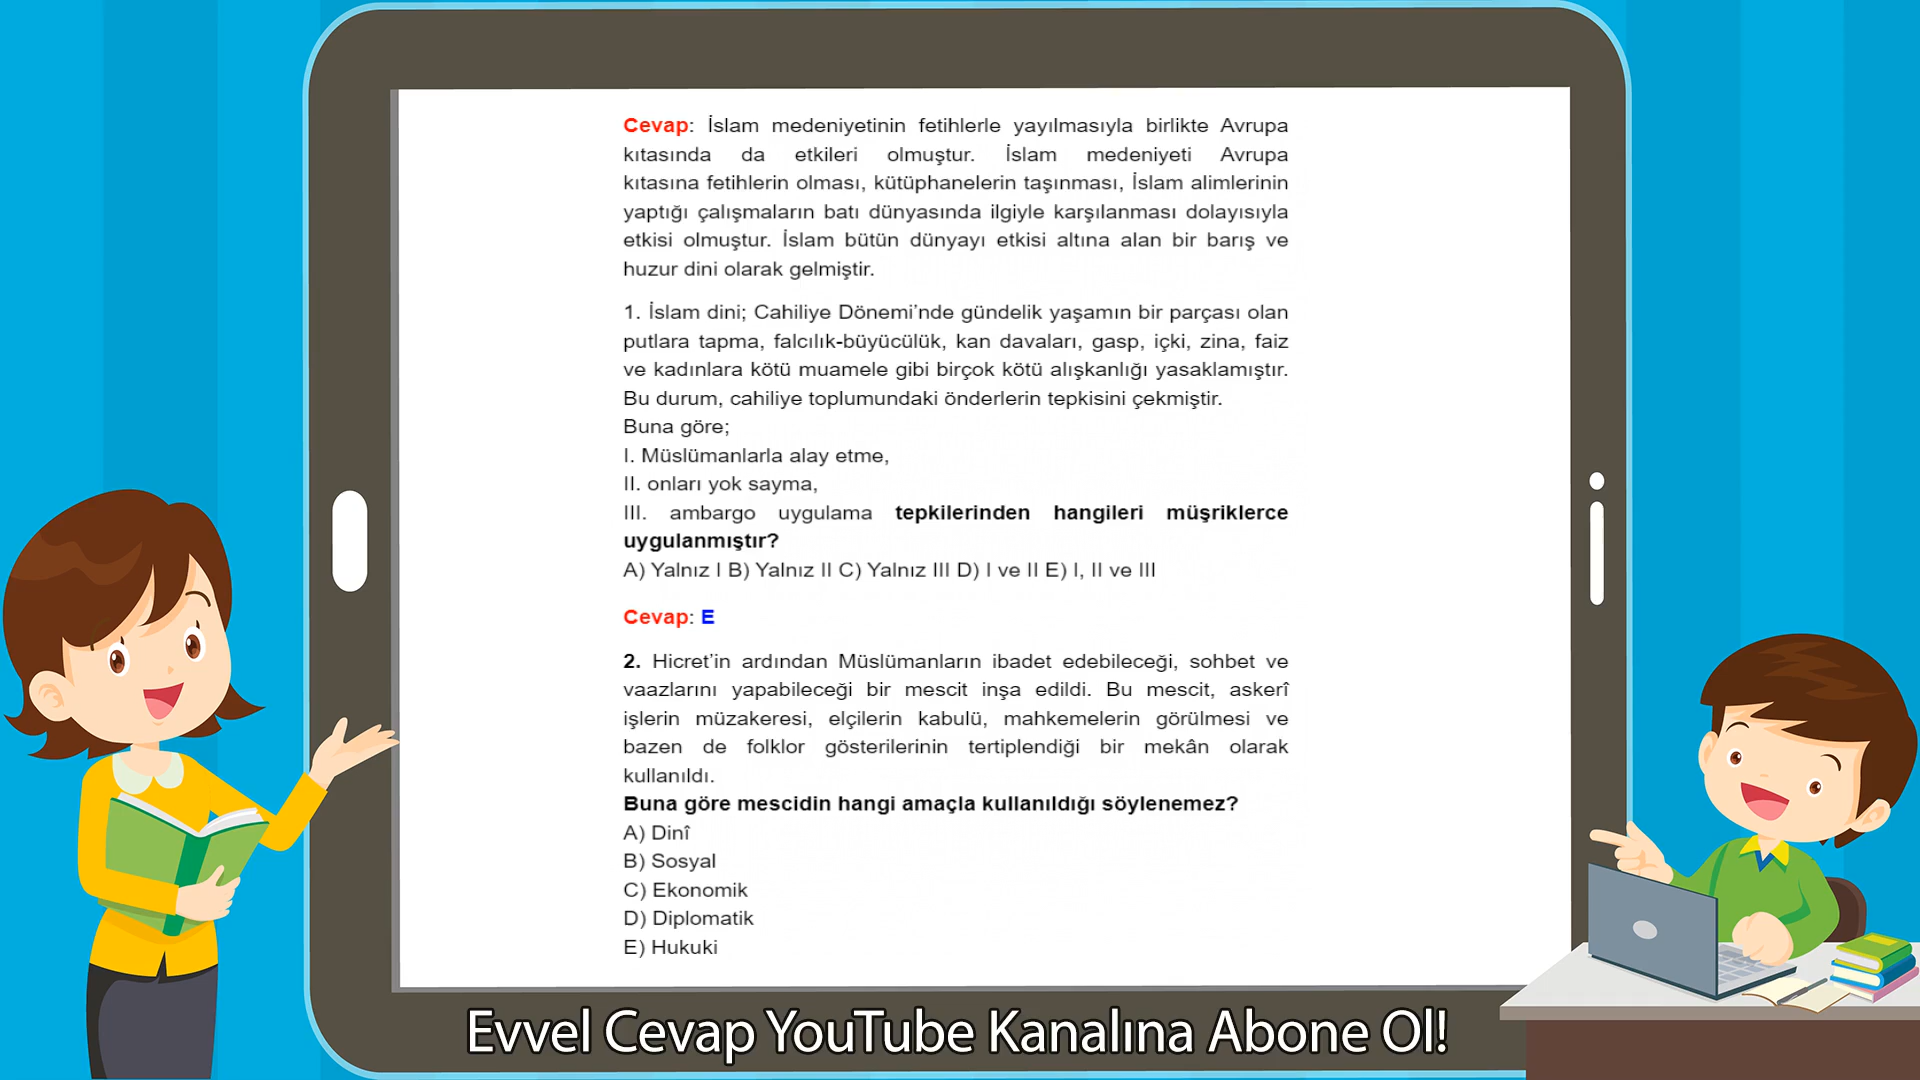 Cevap: İslam medeniyetinin fetihlerle yayılmasıyla birlikte Avrupa
kıtasında da etkileri olmuştur. İslam medeniyeti Avrupa
kıtasına fetihlerin olması, kütüphanelerin taşınması, İslam alimlerinin
yaptığı çalışmaların batı dünyasında ilgiyle karşılanması dolayısıyla
etkisi olmuştur. İslam bütün dünyayı etkisi altına alan bir barış ve
huzur dini olarak gelmiştir.
1. İslam dini; Cahiliye Dönemi’nde gündelik yaşamın bir parçası olan
putlara tapma, falcılık-büyücülük, kan davaları, gasp, içki, zina, faiz
ve kadınlara kötü muamele gibi birçok kötü alışkanlığı yasaklamıştır.
Bu durum, cahiliye toplumundaki önderlerin tepkisini çekmiştir.
Buna göre;
I. Müslümanlarla alay etme,
II. onları yok sayma,
III. ambargo uygulama tepkilerinden hangileri müşriklerce
uygulanmıştır?
A) Yalnız I B) Yalnız II C) Yalnız III D) I ve II E) I, II ve III
Cevap: E
2. Hicret’in ardından Müslümanların ibadet edebileceği, sohbet ve
vaazlarını yapabileceği bir mescit inşa edildi. Bu mescit, askerî
işlerin müzakeresi, elçilerin kabulü, mahkemelerin görülmesi ve
bazen de folklor gösterilerinin tertiplendiği bir mekân olarak
kullanıldı.
Buna göre mescidin hangi amaçla kullanıldığı söylenemez?
A) Dinî
B) Sosyal
C) Ekonomik
D) Diplomatik
E) Hukuki
Evvel Cevap YouTube Kanalına Abone Ol!